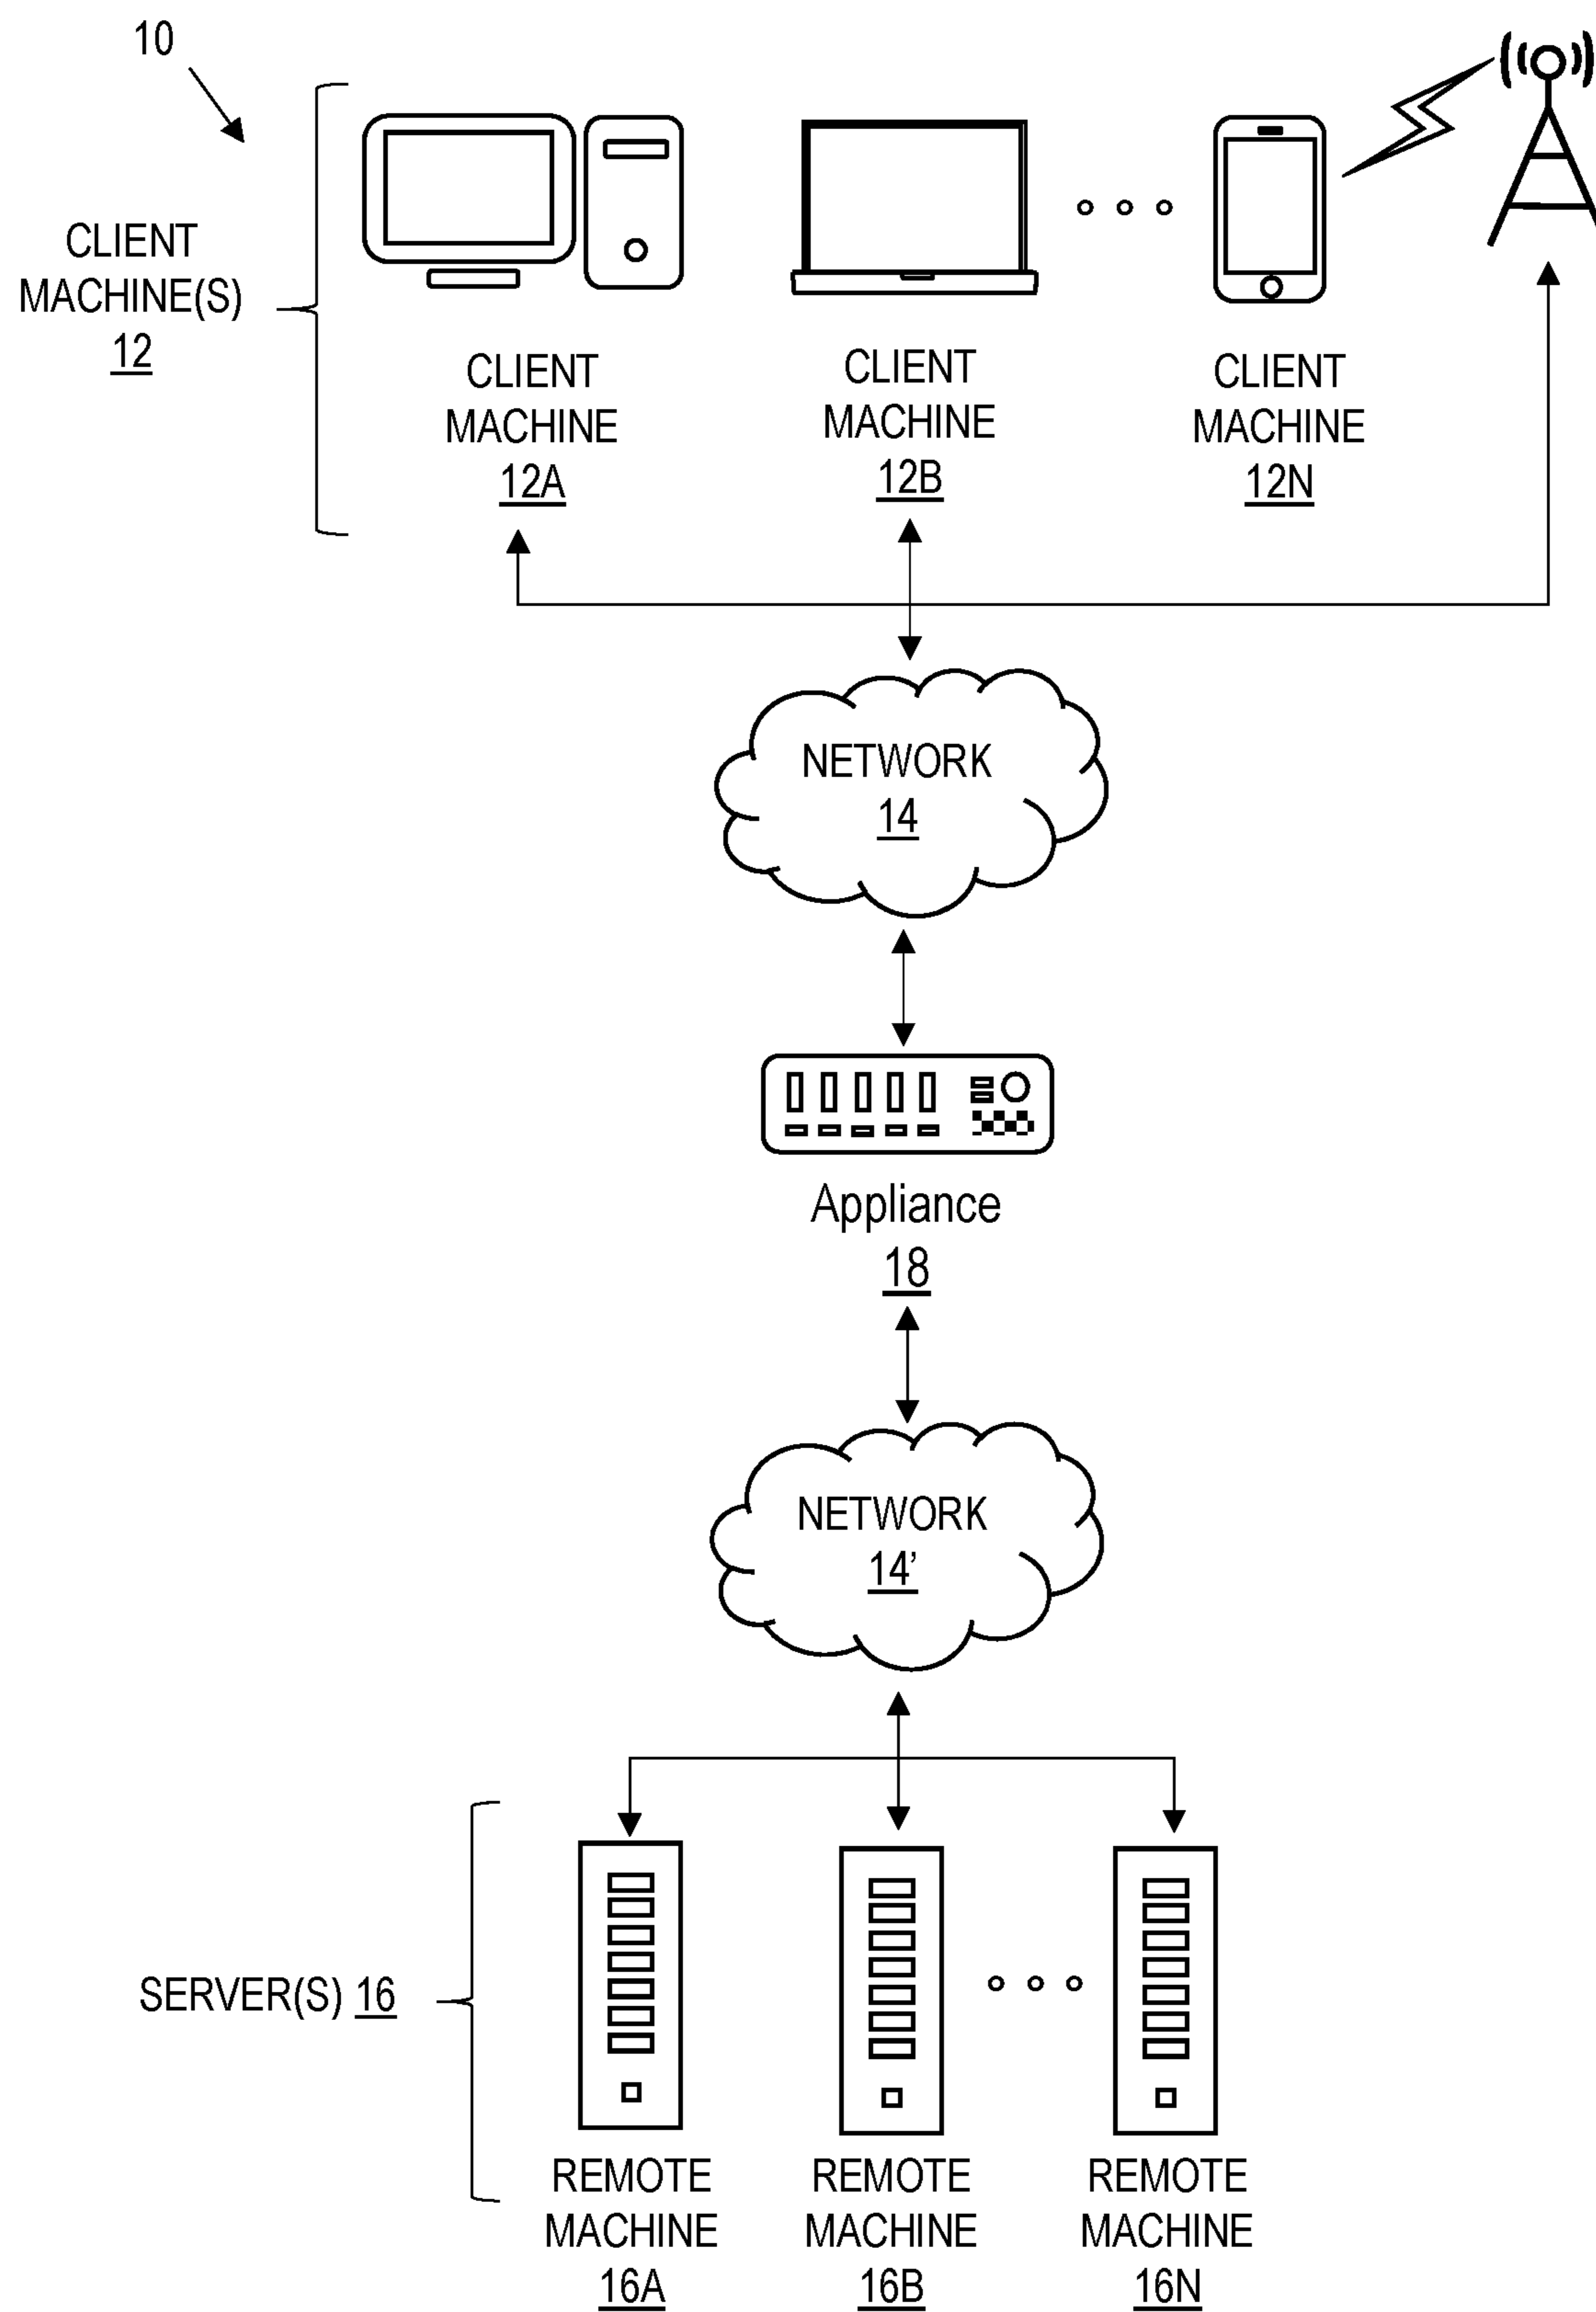 10
CLIENT
MACHINE(S)
12
CLIENT
MACHINE
12A
CLIENT
MACHINE
12B
CLIENT
MACHINE
12N
NETWORK
14
Appliance
18
NETWORK
14’
SERVER(S) 16
REMOTE
MACHINE
16A
REMOTE
MACHINE
16B
REMOTE
MACHINE
16N